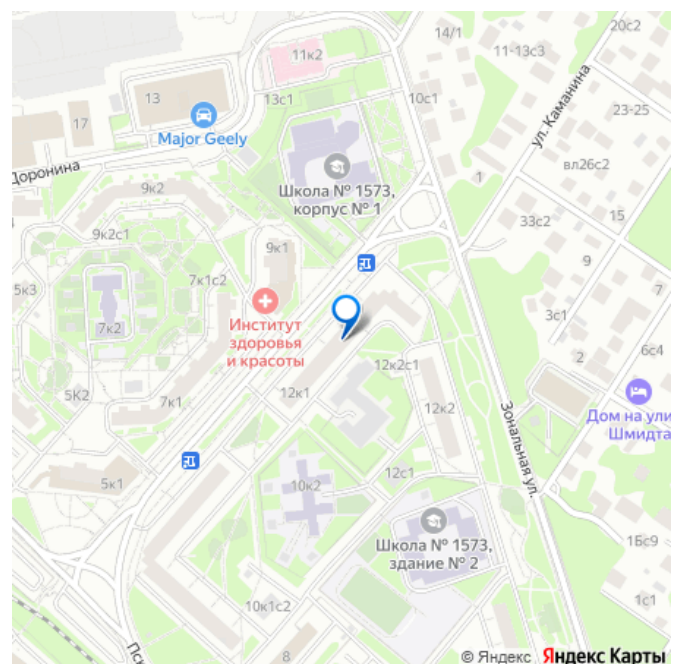 20с2
14/1
11-13с3
11к2
ул. Каманина
13
13с1
10с1
23-25
17
Major Geely
вл26с2
Доронина
1
Школа № 1573,
корпус № 1
9к2
15
33с2
9к2с1
9к1
9
7
5к3
7к1с2
3с1
7к2
Институт
здоровья
и красоты
2
6с4
12к2с1
12к1
5К2
7к1
12к2
Дом на ули
Шмидта
Зональная ул.
5к1
10к2
12с1
Школа № 1573,
здание № 2
1Бс9
10к1с2
1с1
8
Пск
© Яндекс
Яндекс Карты